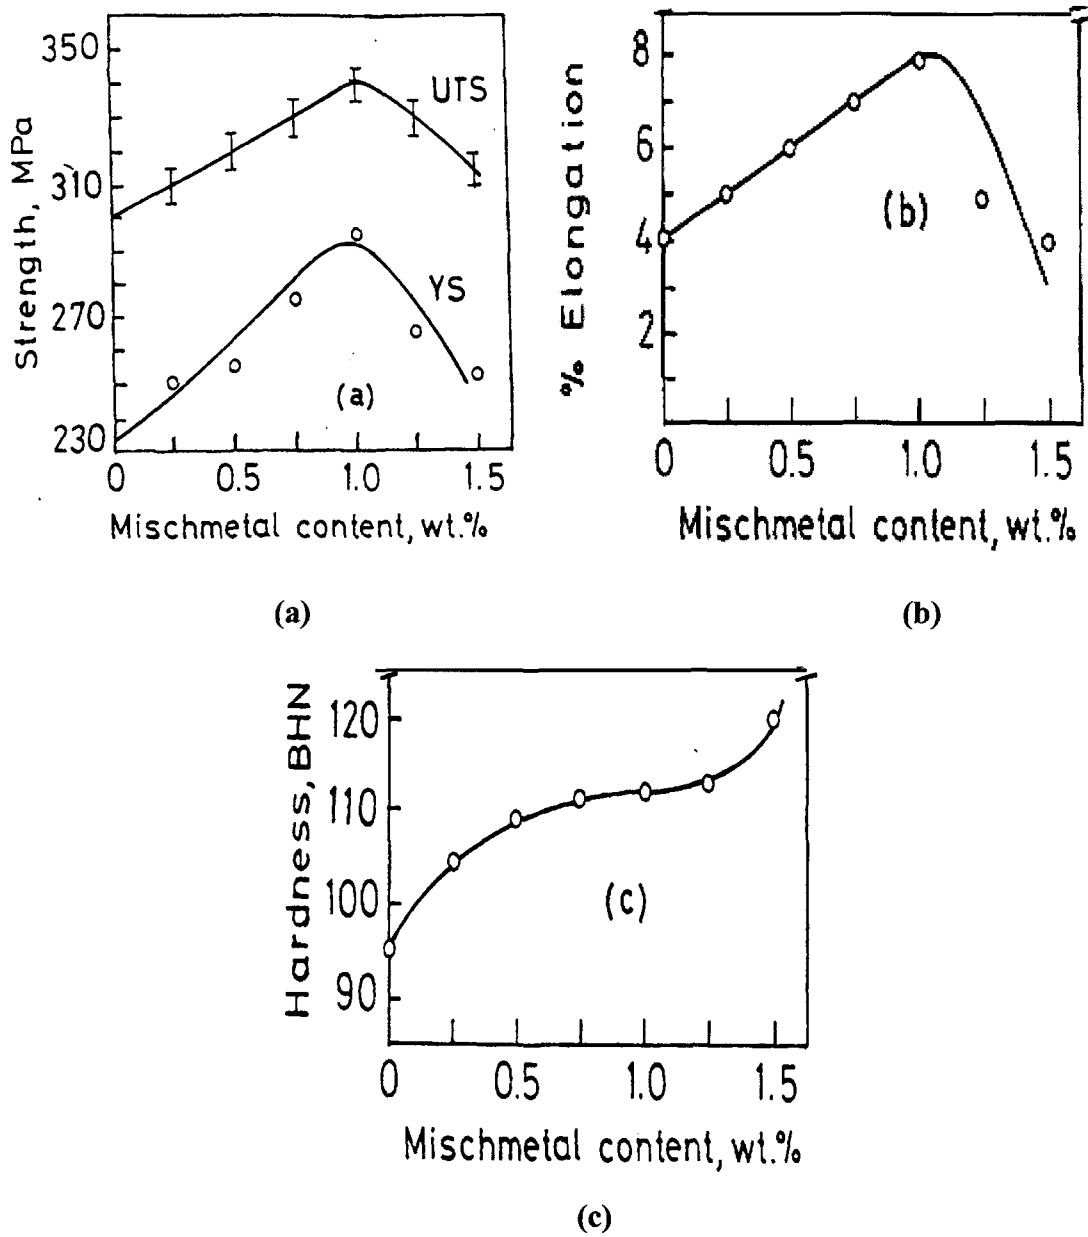 350
310
270
230
Strength, MPa
UTS
YS
(a)
0 0.5 1.0 1.5
Mischmetal content, wt.%
(a)
8
6
4
2
% Elongation
(b)
0 0.5 1.0 1.5
Mischmetal content, wt.%
(b)
120
110
100
90
Hardness, BHN
(c)
0 0.5 1.0 1.5
Mischmetal content, wt.%
(c)